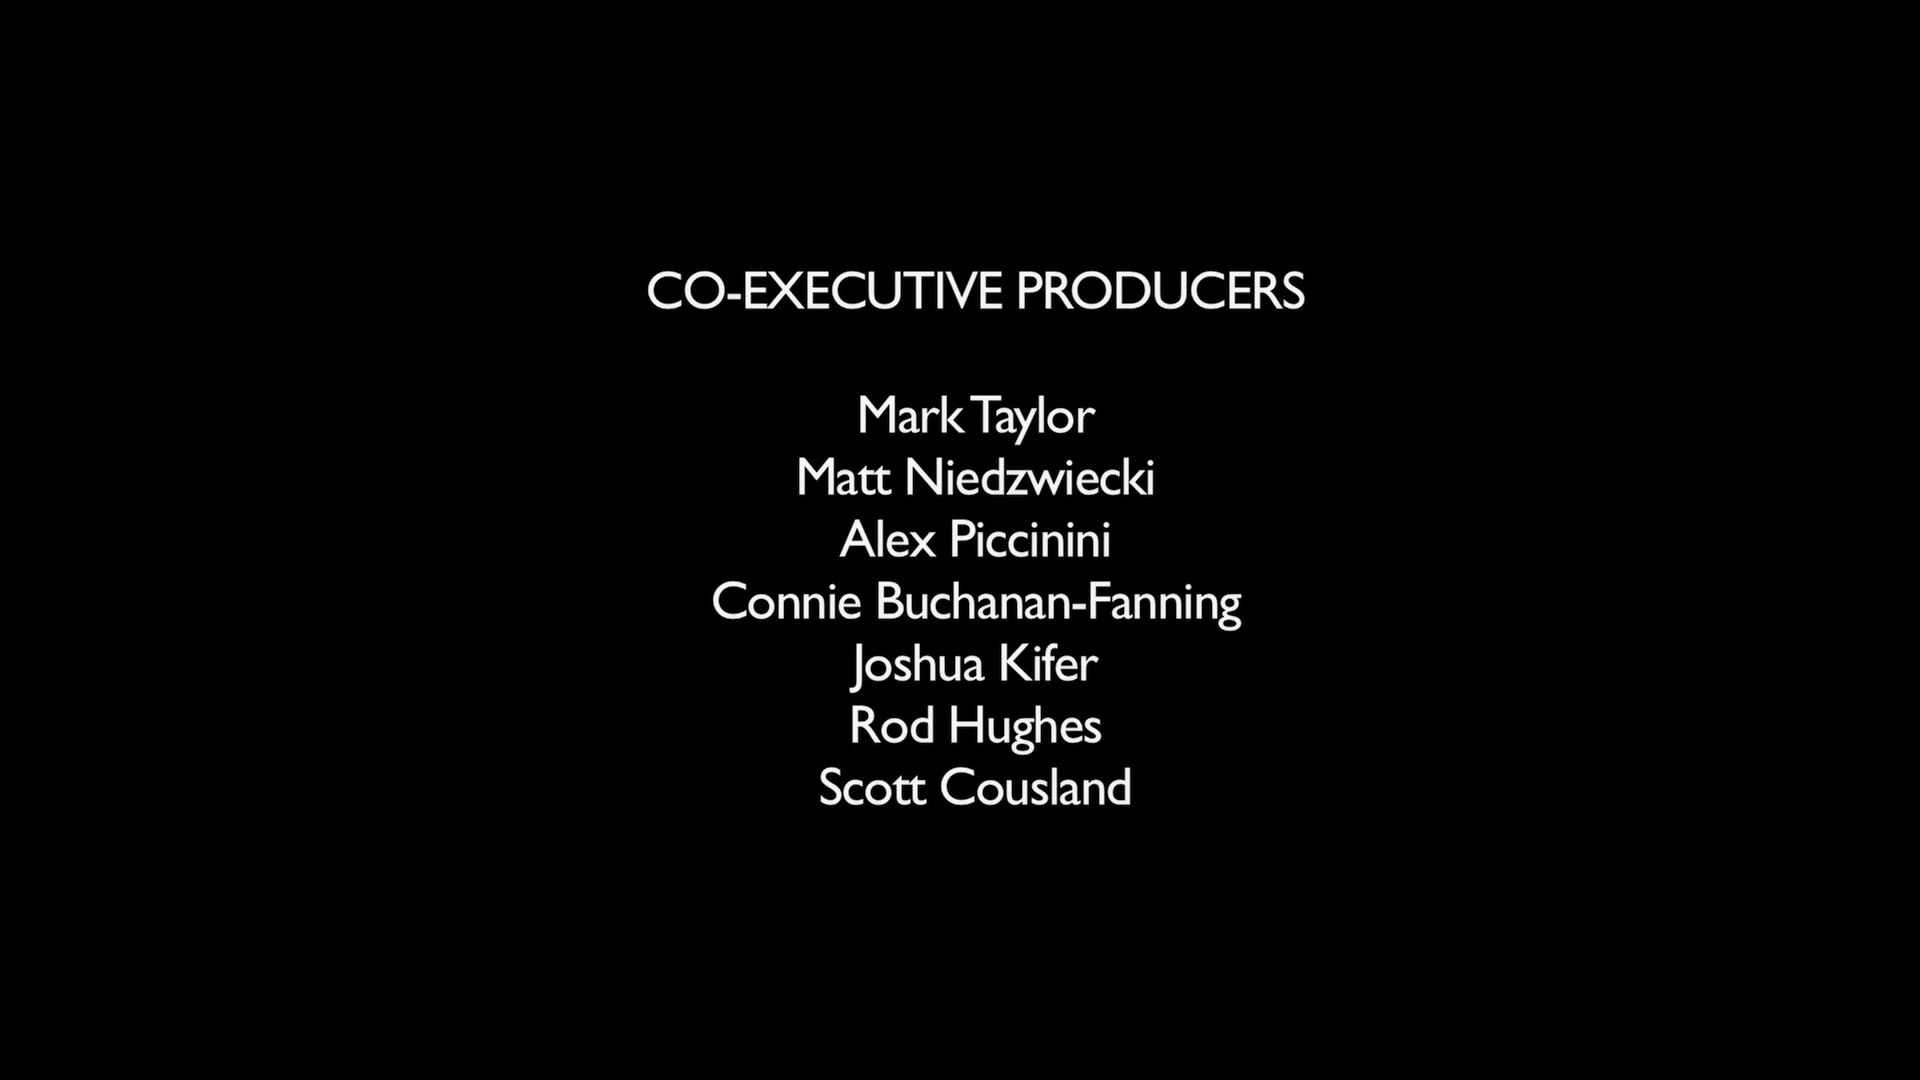 CO-EXECUTIVE PRODUCERS
Mark Taylor
Matt Niedzwiecki
Alex Piccinini
Connie Buchanan-Fanning
Joshua Kifer
Rod Hughes
Scott Cousland